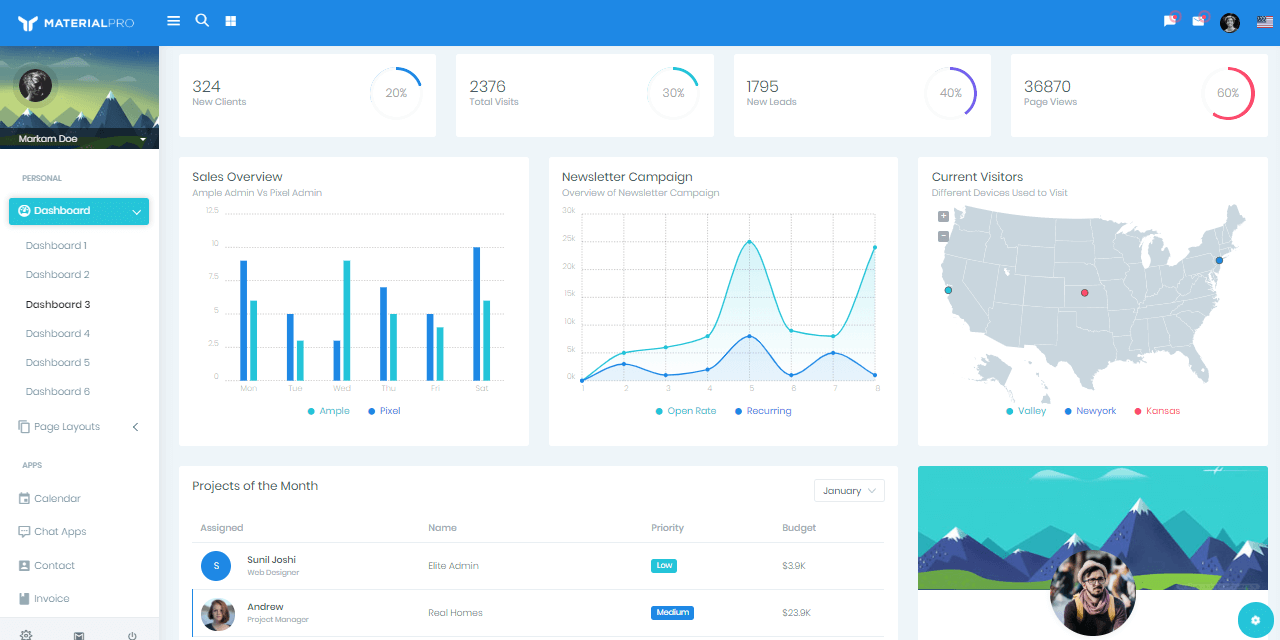 MATERIALPRO
Markam Doe
PERSONAL
Dashboard
Dashboard 1
Dashboard 2
Dashboard 3
Dashboard 4
Dashboard 5
Dashboard 6
Page Layouts
APPS
Calendar
Chat Apps
Contact
Invoice
324
New Clients
20%
2376
Total Visits
30%
1795
New Leads
40%
36870
Page Views
60%
Sales Overview
Ample Admin Vs Pixel Admin
12.5
10
7.5
5
2.5
0
Mon Tue Wed Thu Fri Sat
Ample Pixel
Newsletter Campaign
Overview of Newsletter Campaign
30k
25k
20k
15k
10k
5k
0k
1 2 3 4 5 6 7 8
Open Rate Recurring
Current Visitors
Different Devices Used to Visit
+
-
Valley Newyork Kansas
Projects of the Month
January
Assigned Name Priority Budget
S Sunil Joshi
Web Designer
Elite Admin Low $3.9K
Andrew
Project Manager
Real Homes Medium $23.9K